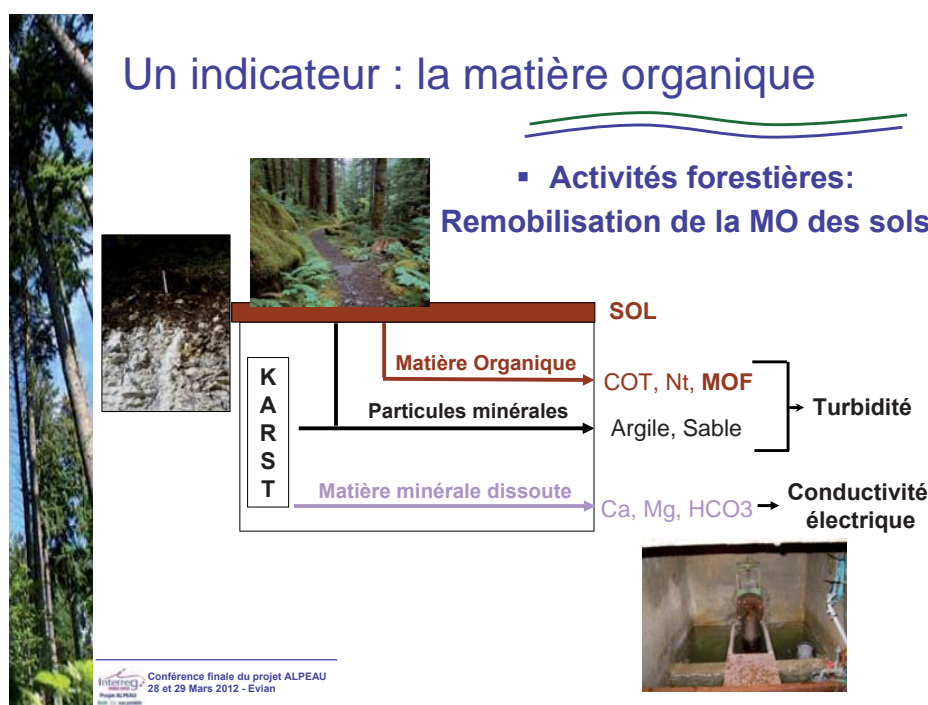 Un indicateur : la matière organique
▪ Activités forestières:
Remobilisation de la MO des sols
SOL
Matière Organique
COT, Nt, MOF
K
A
R
S
T
Particules minérales
Argile, Sable
Turbidité
Matière minérale dissoute
Ca, Mg, HCO3
Conductivité
électrique
Interreg
Projet ALPEAU
Conférence finale du projet ALPEAU
28 et 29 Mars 2012 - Evian